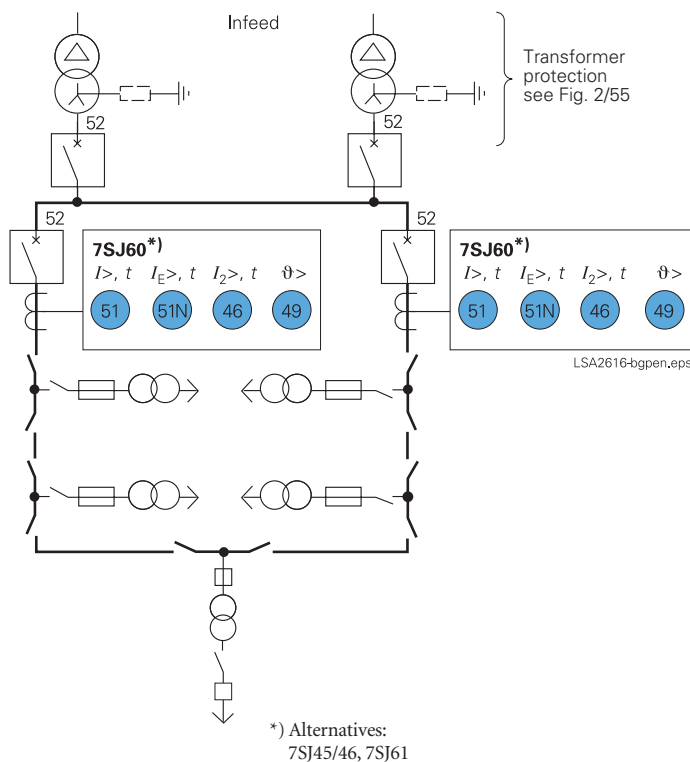 Infeed
Transformer
protection
see Fig. 2/55
52
52
52
52
7SJ60*)
I>, t IE>, t I2>, t ϑ>
51 51N 46 49
7SJ60*)
I>, t IE>, t I2>, t ϑ>
51 51N 46 49
LSA2616-bgpen.eps
*) Alternatives:
7SJ45/46, 7SJ61